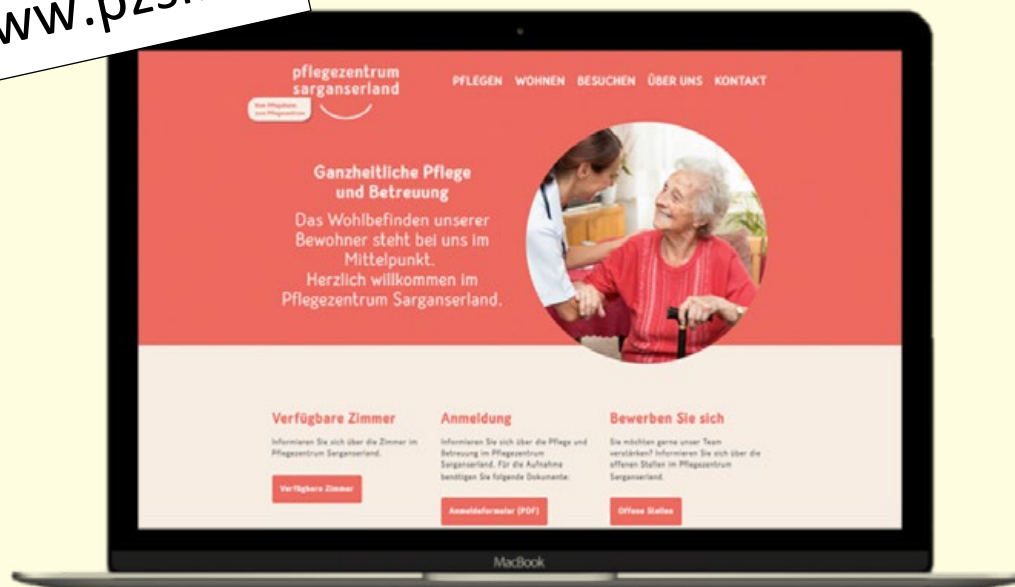 pflegezentrum
sarganserland
Vom Pflegeheim
zum Pflegezentrum
PFLEGEN WOHNEN BESUCHEN ÜBER UNS KONTAKT
Ganzheitliche Pflege
und Betreuung
Das Wohlbefinden unserer
Bewohner steht bei uns im
Mittelpunkt.
Herzlich willkommen im
Pflegezentrum Sarganserland.
Verfügbare Zimmer
Informieren Sie sich über die Zimmer im
Pflegezentrum Sarganserland.
Verfügbare Zimmer
Anmeldung
Informieren Sie sich über die Pflege und
Betreuung im Pflegezentrum
Sarganserland. Für die Aufnahme
benötigen Sie folgende Dokumente:
Anmeldeformular (PDF)
Bewerben Sie sich
Sie möchten gerne unser Team
verstärken? Informieren Sie sich über die
offenen Stellen im Pflegezentrum
Sarganserland.
Offene Stellen
MacBook